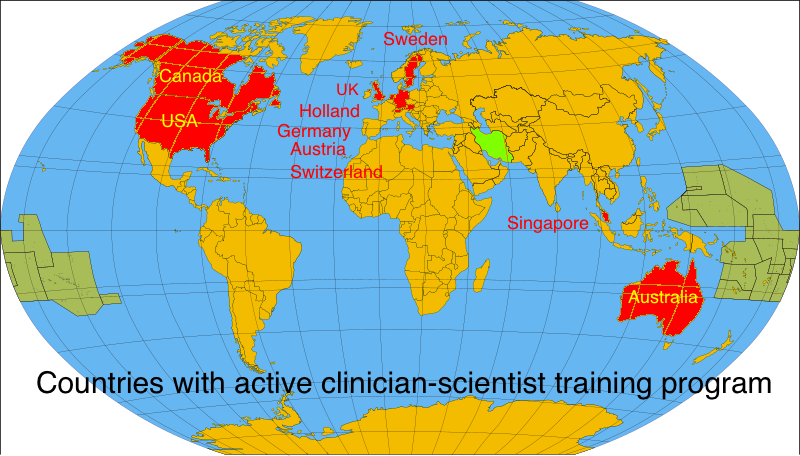 Sweden
Canada
UK
Holland
USA
Germany
Austria
Switzerland
Singapore
Australia
Countries with active clinician-scientist training program